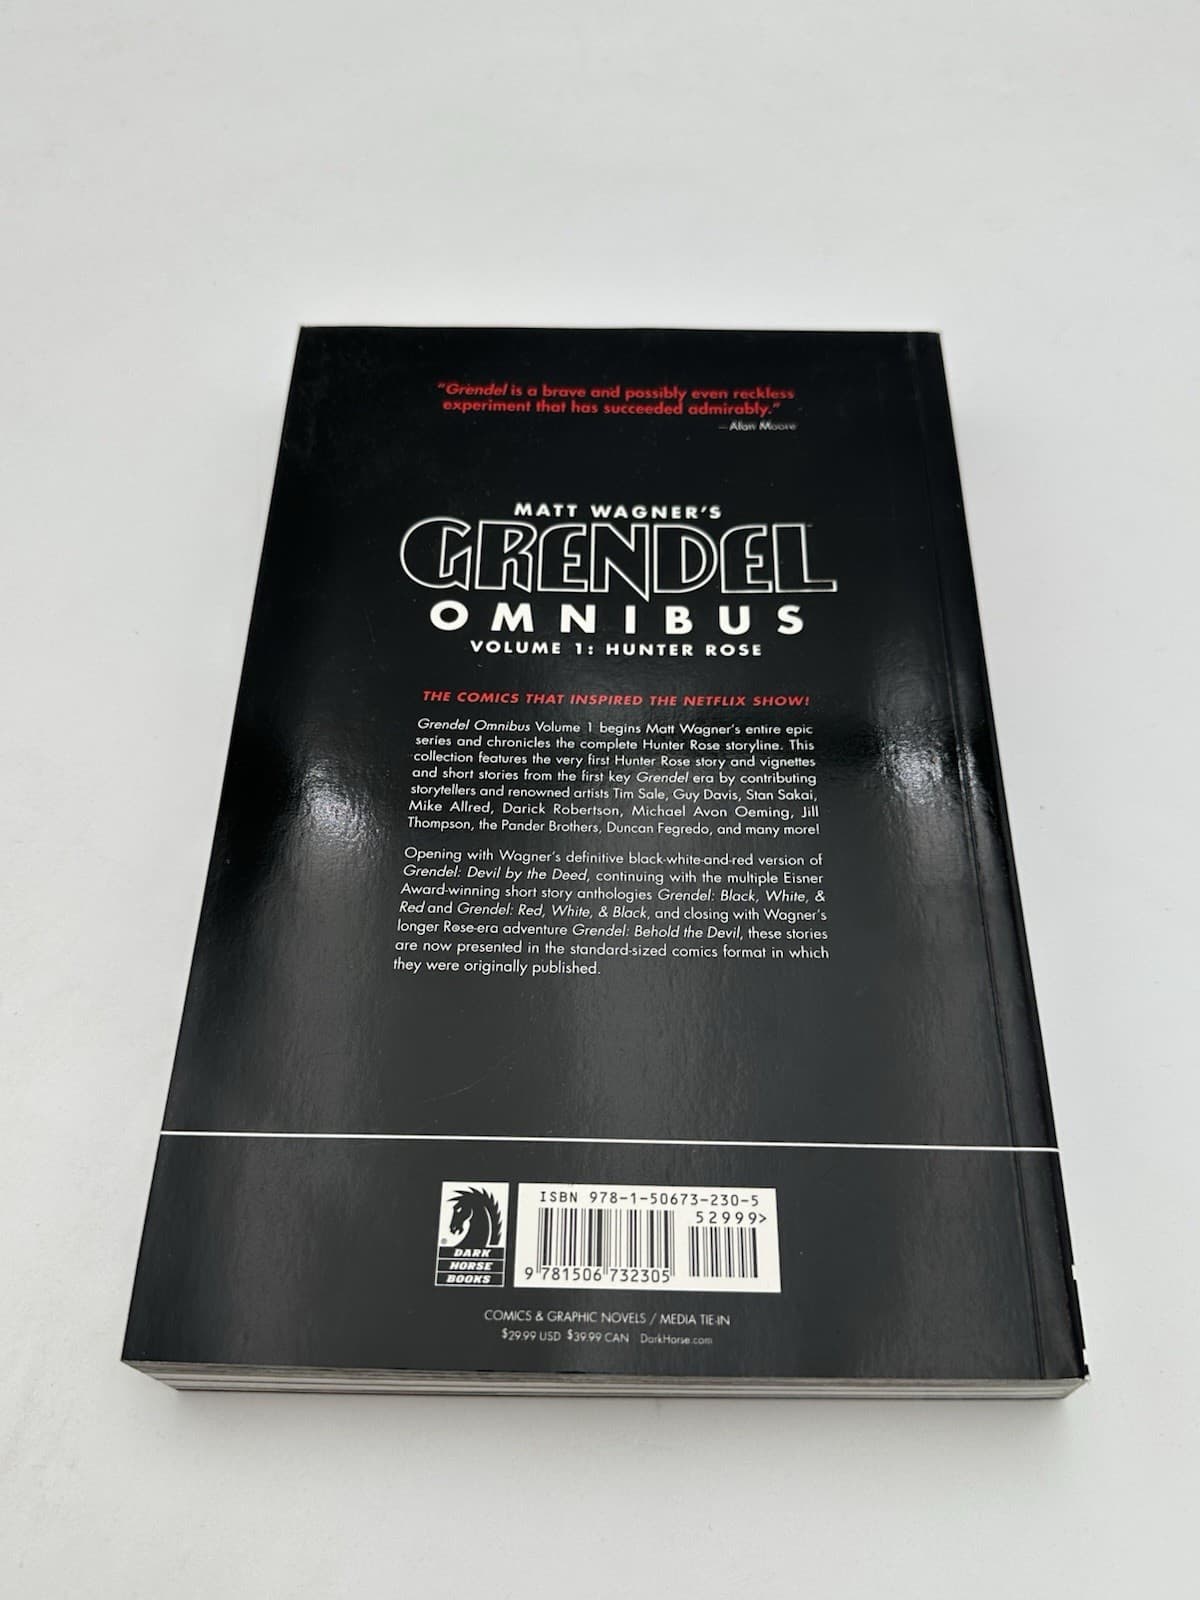 "Grendel is a brave and possibly even reckless
experiment that has succeeded admirably."
—Alan Moore
MATT WAGNER'S
GRENDEL
OMNIBUS
VOLUME 1: HUNTER ROSE
THE COMICS THAT INSPIRED THE NETFLIX SHOW!
Grendel Omnibus Volume 1 begins Matt Wagner's entire epic
series and chronicles the complete Hunter Rose storyline. This
collection features the very first Hunter Rose story and vignettes
and short stories from the first key Grendel era by contributing
storytellers and renowned artists Tim Sale, Guy Davis, Stan Sakai,
Mike Allred, Darick Robertson, Michael Avon Oeming, Jill
Thompson, the Pander Brothers, Duncan Fegredo, and many more!
Opening with Wagner's definitive black-white-and-red version of
Grendel: Devil by the Deed, continuing with the multiple Eisner
Award-winning short story anthologies Grendel: Black, White, &
Red and Grendel: Red, White, & Black, and closing with Wagner's
longer Rose-era adventure Grendel: Behold the Devil, these stories
are now presented in the standard-sized comics format in which
they were originally published.
ISBN 978-1-50673-230-5
52999>
9 781506 732305
DARK
HORSE
BOOKS
®
COMICS & GRAPHIC NOVELS / MEDIA TIE-IN
$29.99 USD $39.99 CAN DarkHorse.com